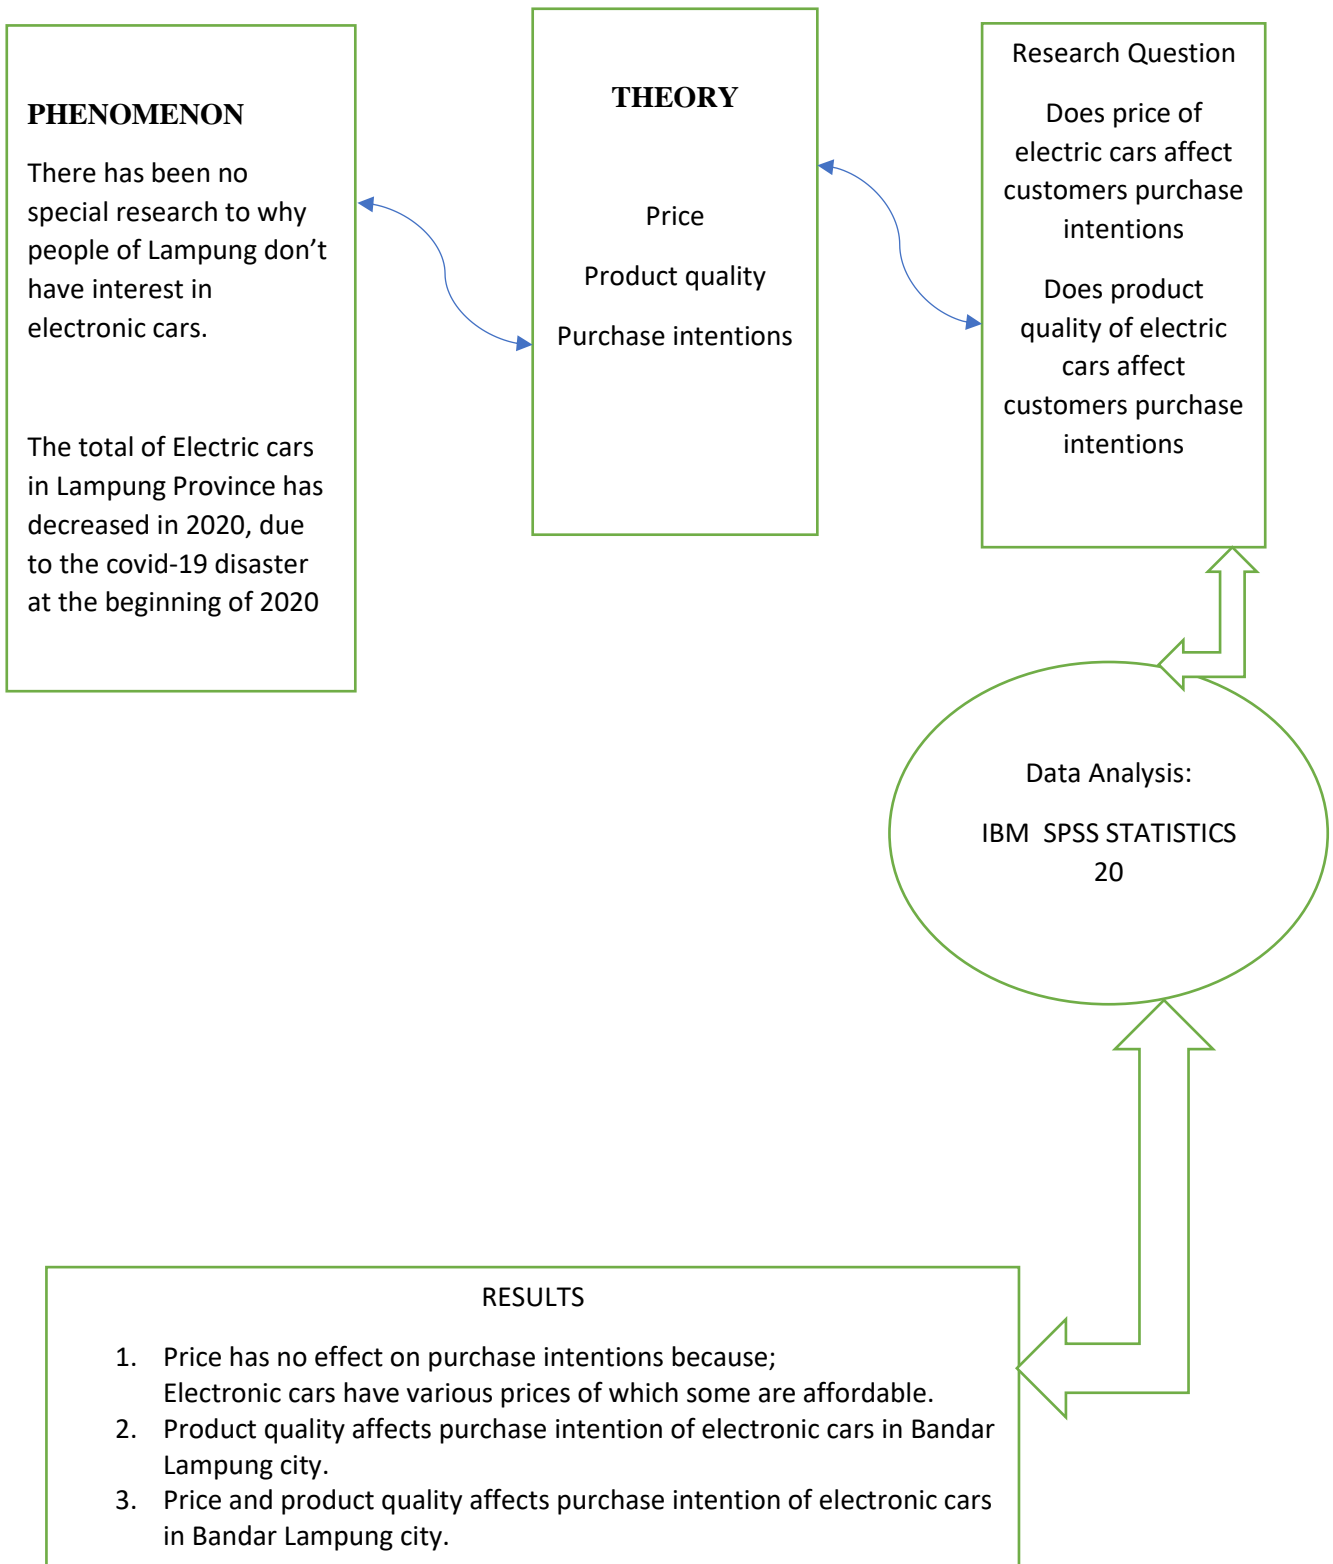 PHENOMENON
There has been no
special research to why
people of Lampung don’t
have interest in
electronic cars.
The total of Electric cars
in Lampung Province has
decreased in 2020, due
to the covid-19 disaster
at the beginning of 2020
THEORY
Price
Product quality
Purchase intentions
Research Question
Does price of
electric cars affect
customers purchase
intentions
Does product
quality of electric
cars affect
customers purchase
intentions
Data Analysis:
IBM  SPSS STATISTICS
20
RESULTS
1. Price has no effect on purchase intentions because;
Electronic cars have various prices of which some are affordable.
2. Product quality affects purchase intention of electronic cars in Bandar
Lampung city.
3. Price and product quality affects purchase intention of electronic cars
in Bandar Lampung city.